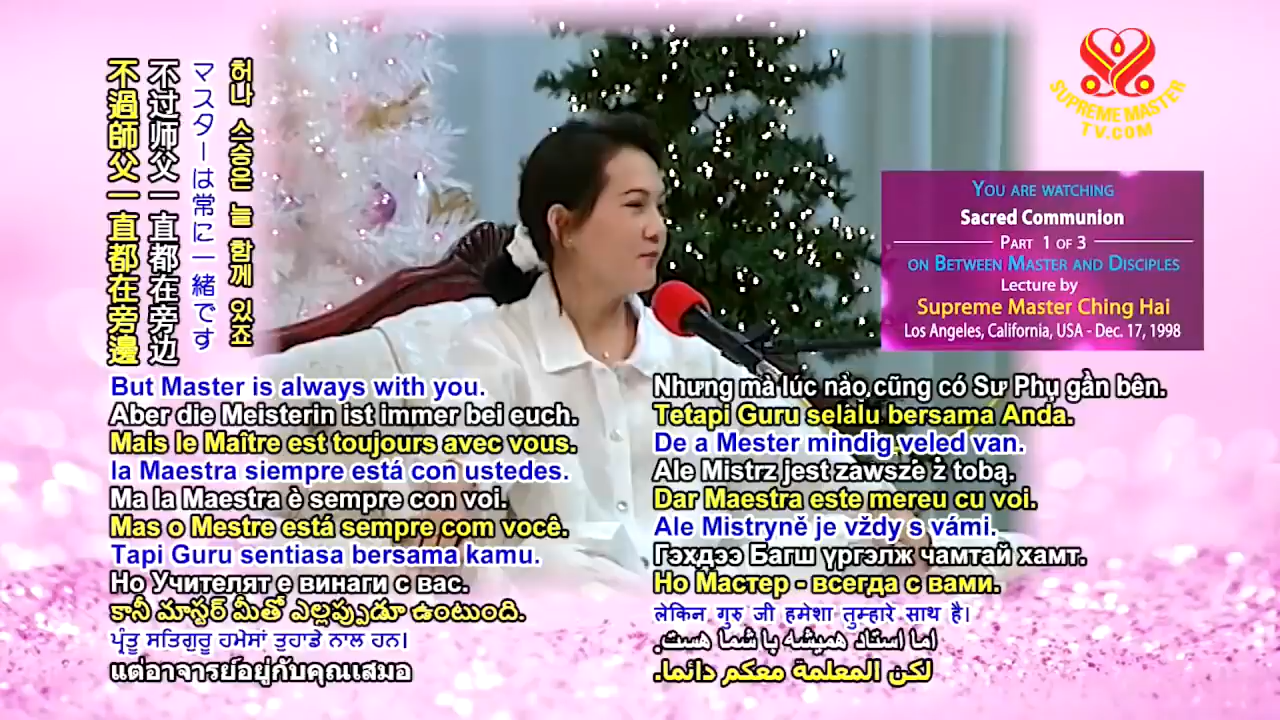 不過師父一直都在旁邊
不过师父一直都在旁边
マスターは常に一緒です
허나 스승은 늘 함께 있죠
SUPREME MASTER
TV.COM
YOU ARE WATCHING
Sacred Communion
PART 1 OF 3
ON BETWEEN MASTER AND DISCIPLES
Lecture by
Supreme Master Ching Hai
Los Angeles, California, USA - Dec. 17, 1998
But Master is always with you.
Aber die Meisterin ist immer bei euch.
Mais le Maître est toujours avec vous.
la Maestra siempre está con ustedes.
Ma la Maestra è sempre con voi.
Mas o Mestre está sempre com você.
Tapi Guru sentiasa bersama kamu.
Но Учителят е винаги с вас.
కానీ మాస్టర్ మీతో ఎల్లప్పుడూ ఉంటుంది.
ਪ੍ਰੰਤੂ ਸਤਿਗੁਰੂ ਹਮੇਸਾਂ ਤੁਹਾਡੇ ਨਾਲ ਹਨ।
แต่อาจารย์อยู่กับคุณเสมอ
Nhưng mà lúc nào cũng có Sư Phụ gần bên.
Tetapi Guru selalu bersama Anda.
De a Mester mindig veled van.
Ale Mistrz jest zawsze z tobą.
Dar Maestra este mereu cu voi.
Ale Mistryně je vždy s vámi.
Гэхдээ Багш үргэлж чамтай хамт.
Но Мастер - всегда с вами.
लेकिन गुरु जी हमेशा तुम्हारे साथ है।
اما استاد همیشه با شما هست.
لكن المعلمة معكم دائما.